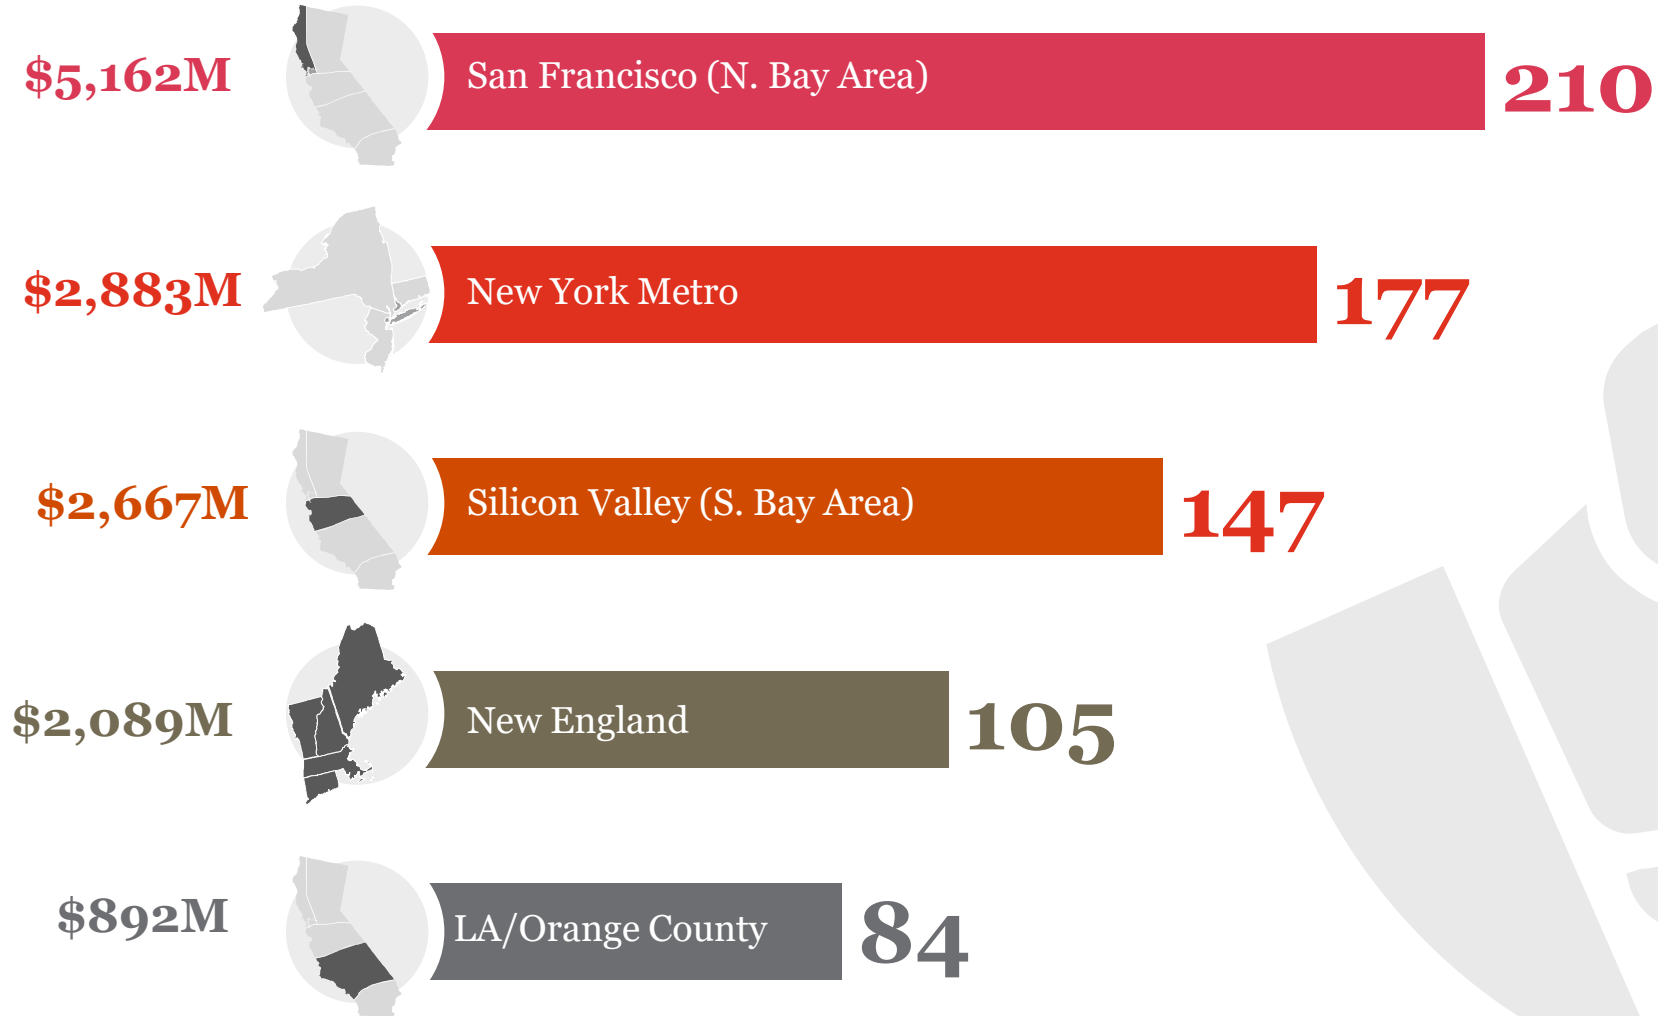 $5,162M
San Francisco (N. Bay Area)
210
$2,883M
New York Metro
177
$2,667M
Silicon Valley (S. Bay Area)
147
$2,089M
New England
105
$892M
LA/Orange County
84